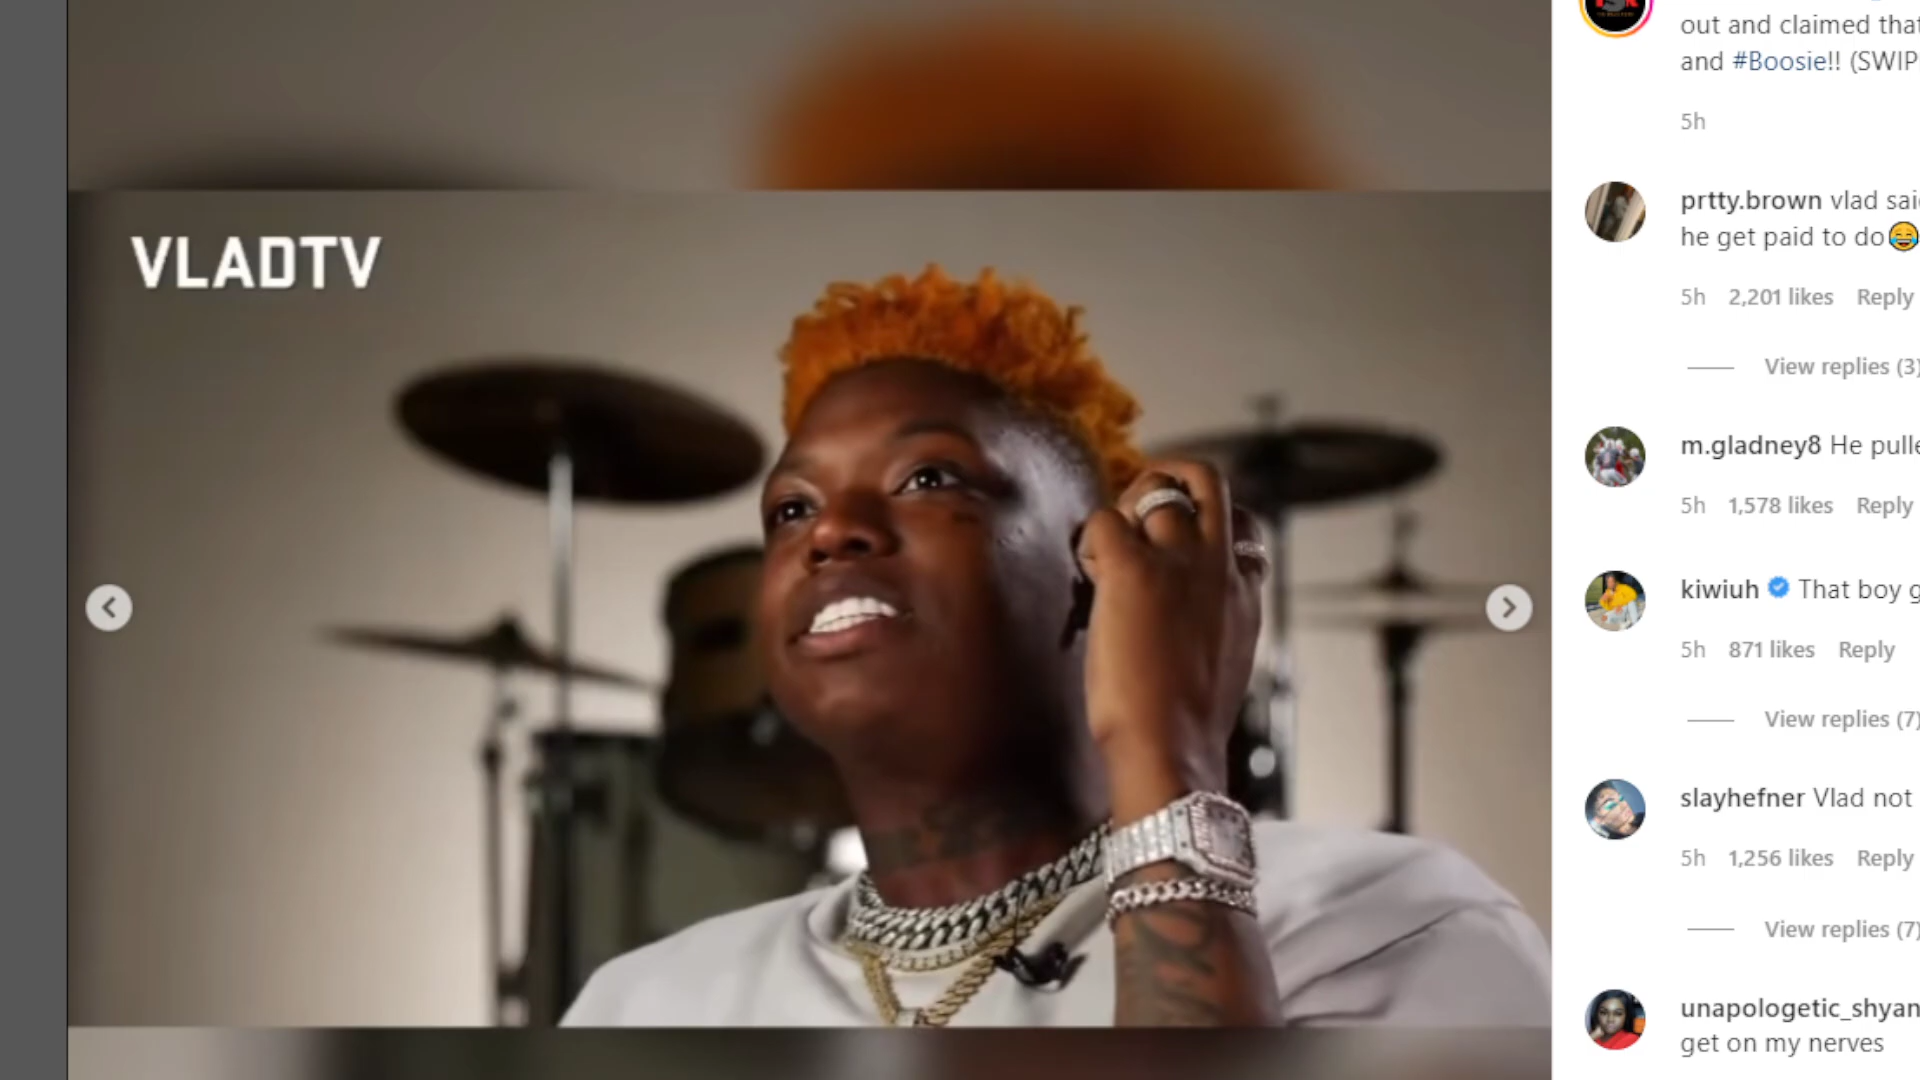 VLADTV
out and claimed that
and #Boosie!! (SWIP
5h
prtty.brown vlad said
he get paid to do😂
5h 2,201 likes Reply
View replies (3)
m.gladney8 He pulle
5h 1,578 likes Reply
kiwiuh That boy g
5h 871 likes Reply
View replies (7)
slayhefner Vlad not
5h 1,256 likes Reply
View replies (7)
unapologetic_shyan
get on my nerves